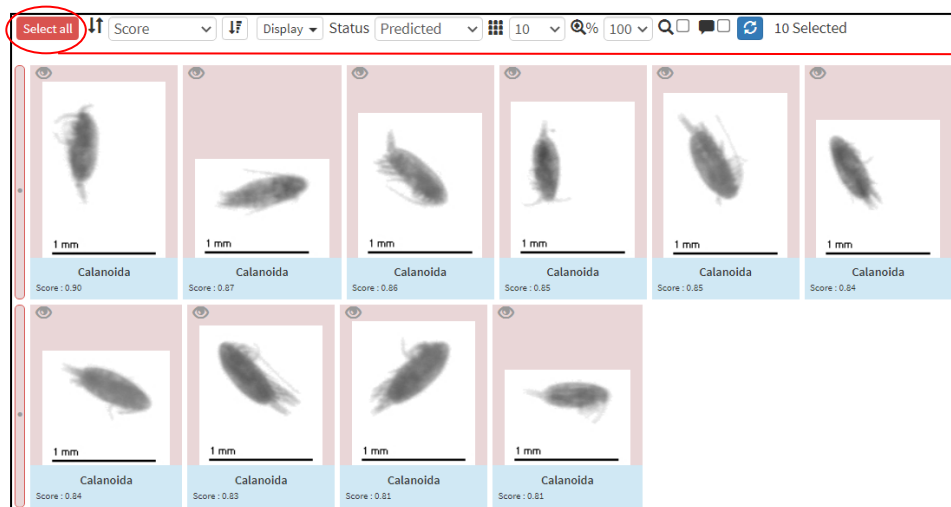 Select all Score Display Status Predicted 10 % 100 10 Selected
1 mm 1 mm 1 mm 1 mm 1 mm 1 mm
Calanoida Calanoida Calanoida Calanoida Calanoida Calanoida
Score : 0.90 Score : 0.87 Score : 0.86 Score : 0.85 Score : 0.85 Score : 0.84
1 mm 1 mm 1 mm 1 mm
Calanoida Calanoida Calanoida Calanoida
Score : 0.84 Score : 0.83 Score : 0.81 Score : 0.81